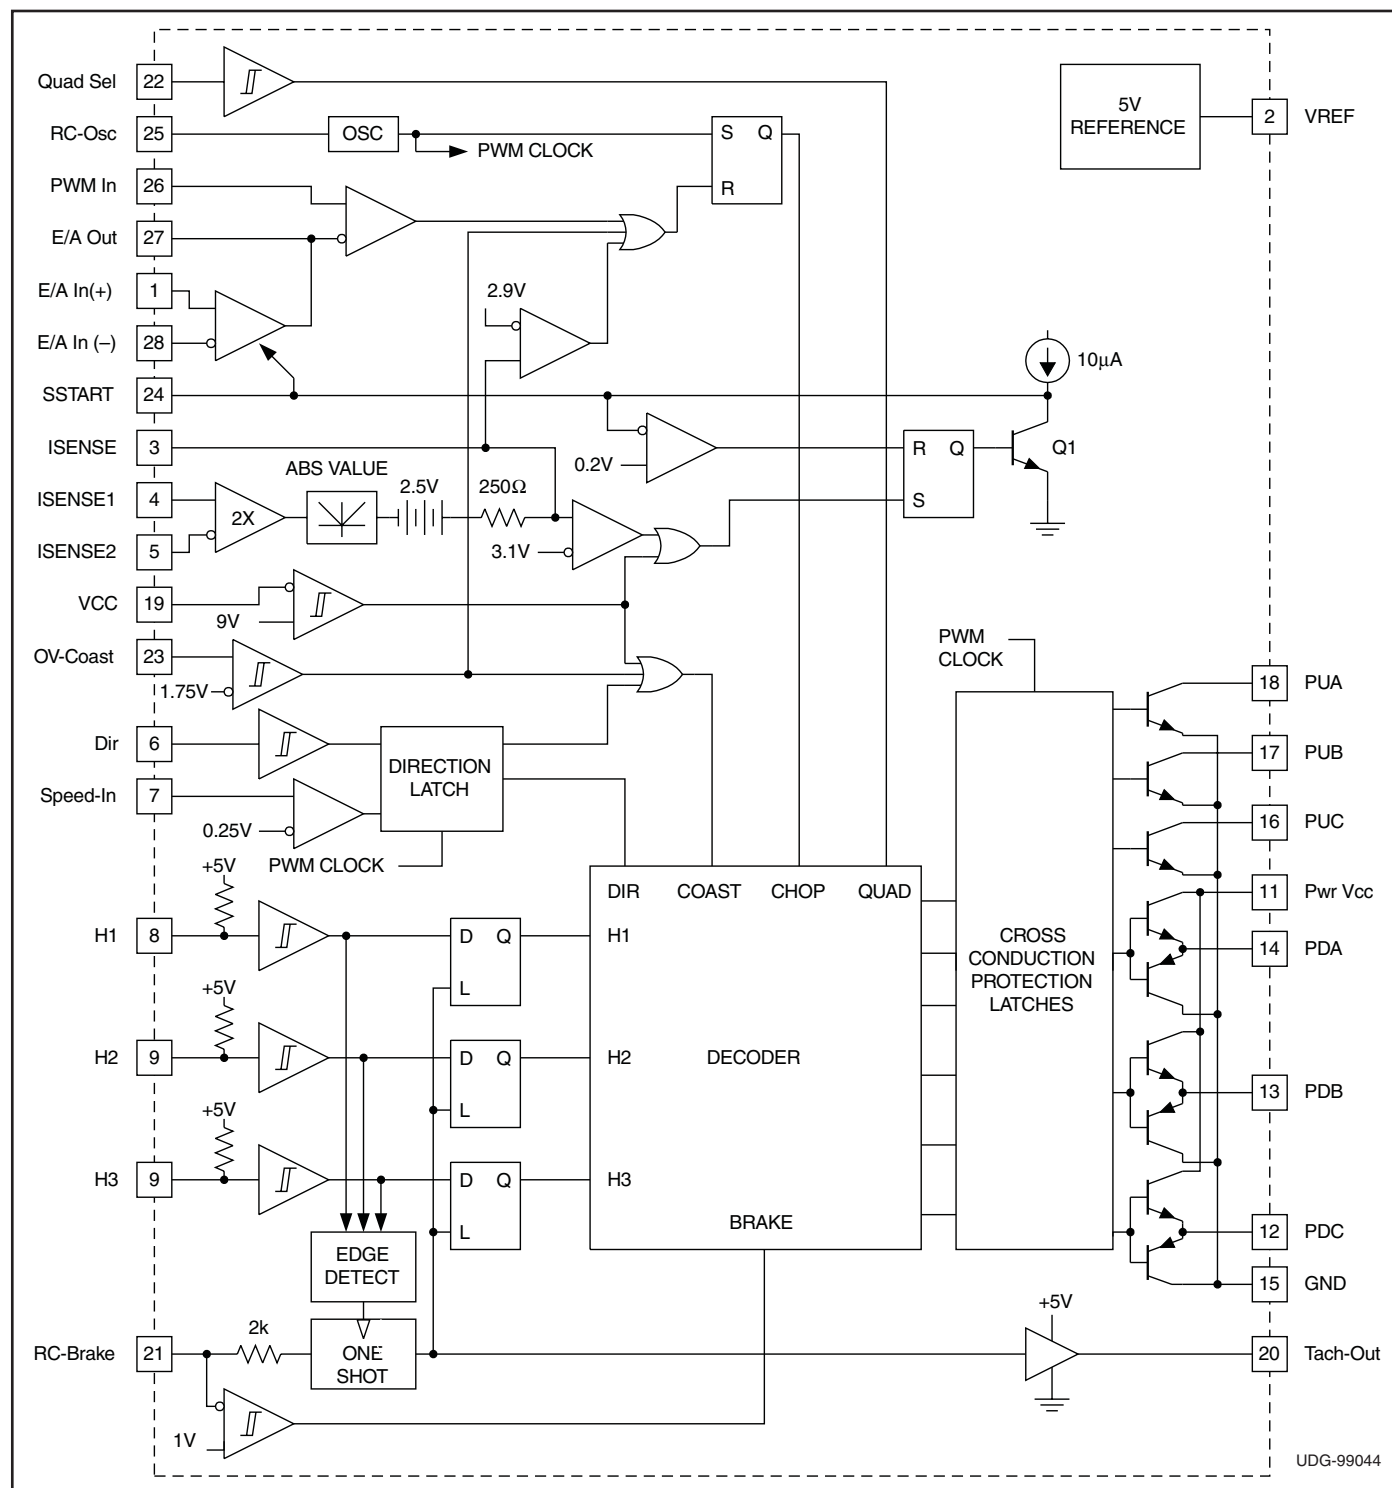 Quad Sel 22
5V
REFERENCE
2 VREF
RC-Osc 25 OSC
PWM CLOCK
S Q
R
PWM In 26
E/A Out 27
E/A In(+) 1
2.9V
E/A In (–) 28
10µA
SSTART 24
ISENSE 3
0.2V
R Q
S
Q1
ABS VALUE
2.5V
250Ω
ISENSE1 4
2X
ISENSE2 5
3.1V
VCC 19
9V
OV-Coast 23
1.75V
PWM
CLOCK
18 PUA
Dir 6
DIRECTION
LATCH
17 PUB
Speed-In 7
0.25V
PWM CLOCK
16 PUC
+5V
DIR COAST CHOP QUAD
11 Pwr Vcc
H1 8
D Q
L
H1
CROSS
CONDUCTION
PROTECTION
LATCHES
14 PDA
+5V
H2 9
D Q
L
H2
DECODER
13 PDB
+5V
H3 9
D Q
L
H3
BRAKE
12 PDC
EDGE
DETECT
15 GND
+5V
2k
RC-Brake 21
ONE
SHOT
20 Tach-Out
1V
UDG-99044